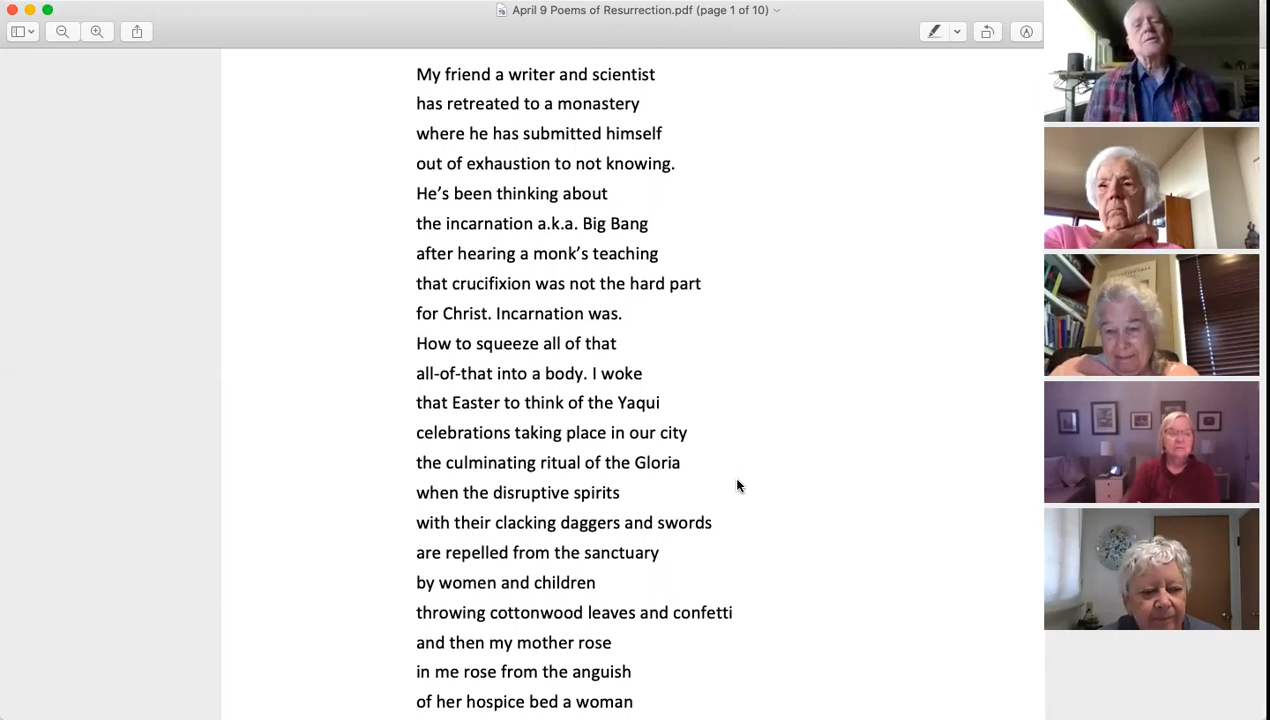 April 9 Poems of Resurrection.pdf (page 1 of 10)
My friend a writer and scientist
has retreated to a monastery
where he has submitted himself
out of exhaustion to not knowing.
He’s been thinking about
the incarnation a.k.a. Big Bang
after hearing a monk’s teaching
that crucifixion was not the hard part
for Christ. Incarnation was.
How to squeeze all of that
all-of-that into a body. I woke
that Easter to think of the Yaqui
celebrations taking place in our city
the culminating ritual of the Gloria
when the disruptive spirits
with their clacking daggers and swords
are repelled from the sanctuary
by women and children
throwing cottonwood leaves and confetti
and then my mother rose
in me rose from the anguish
of her hospice bed a woman